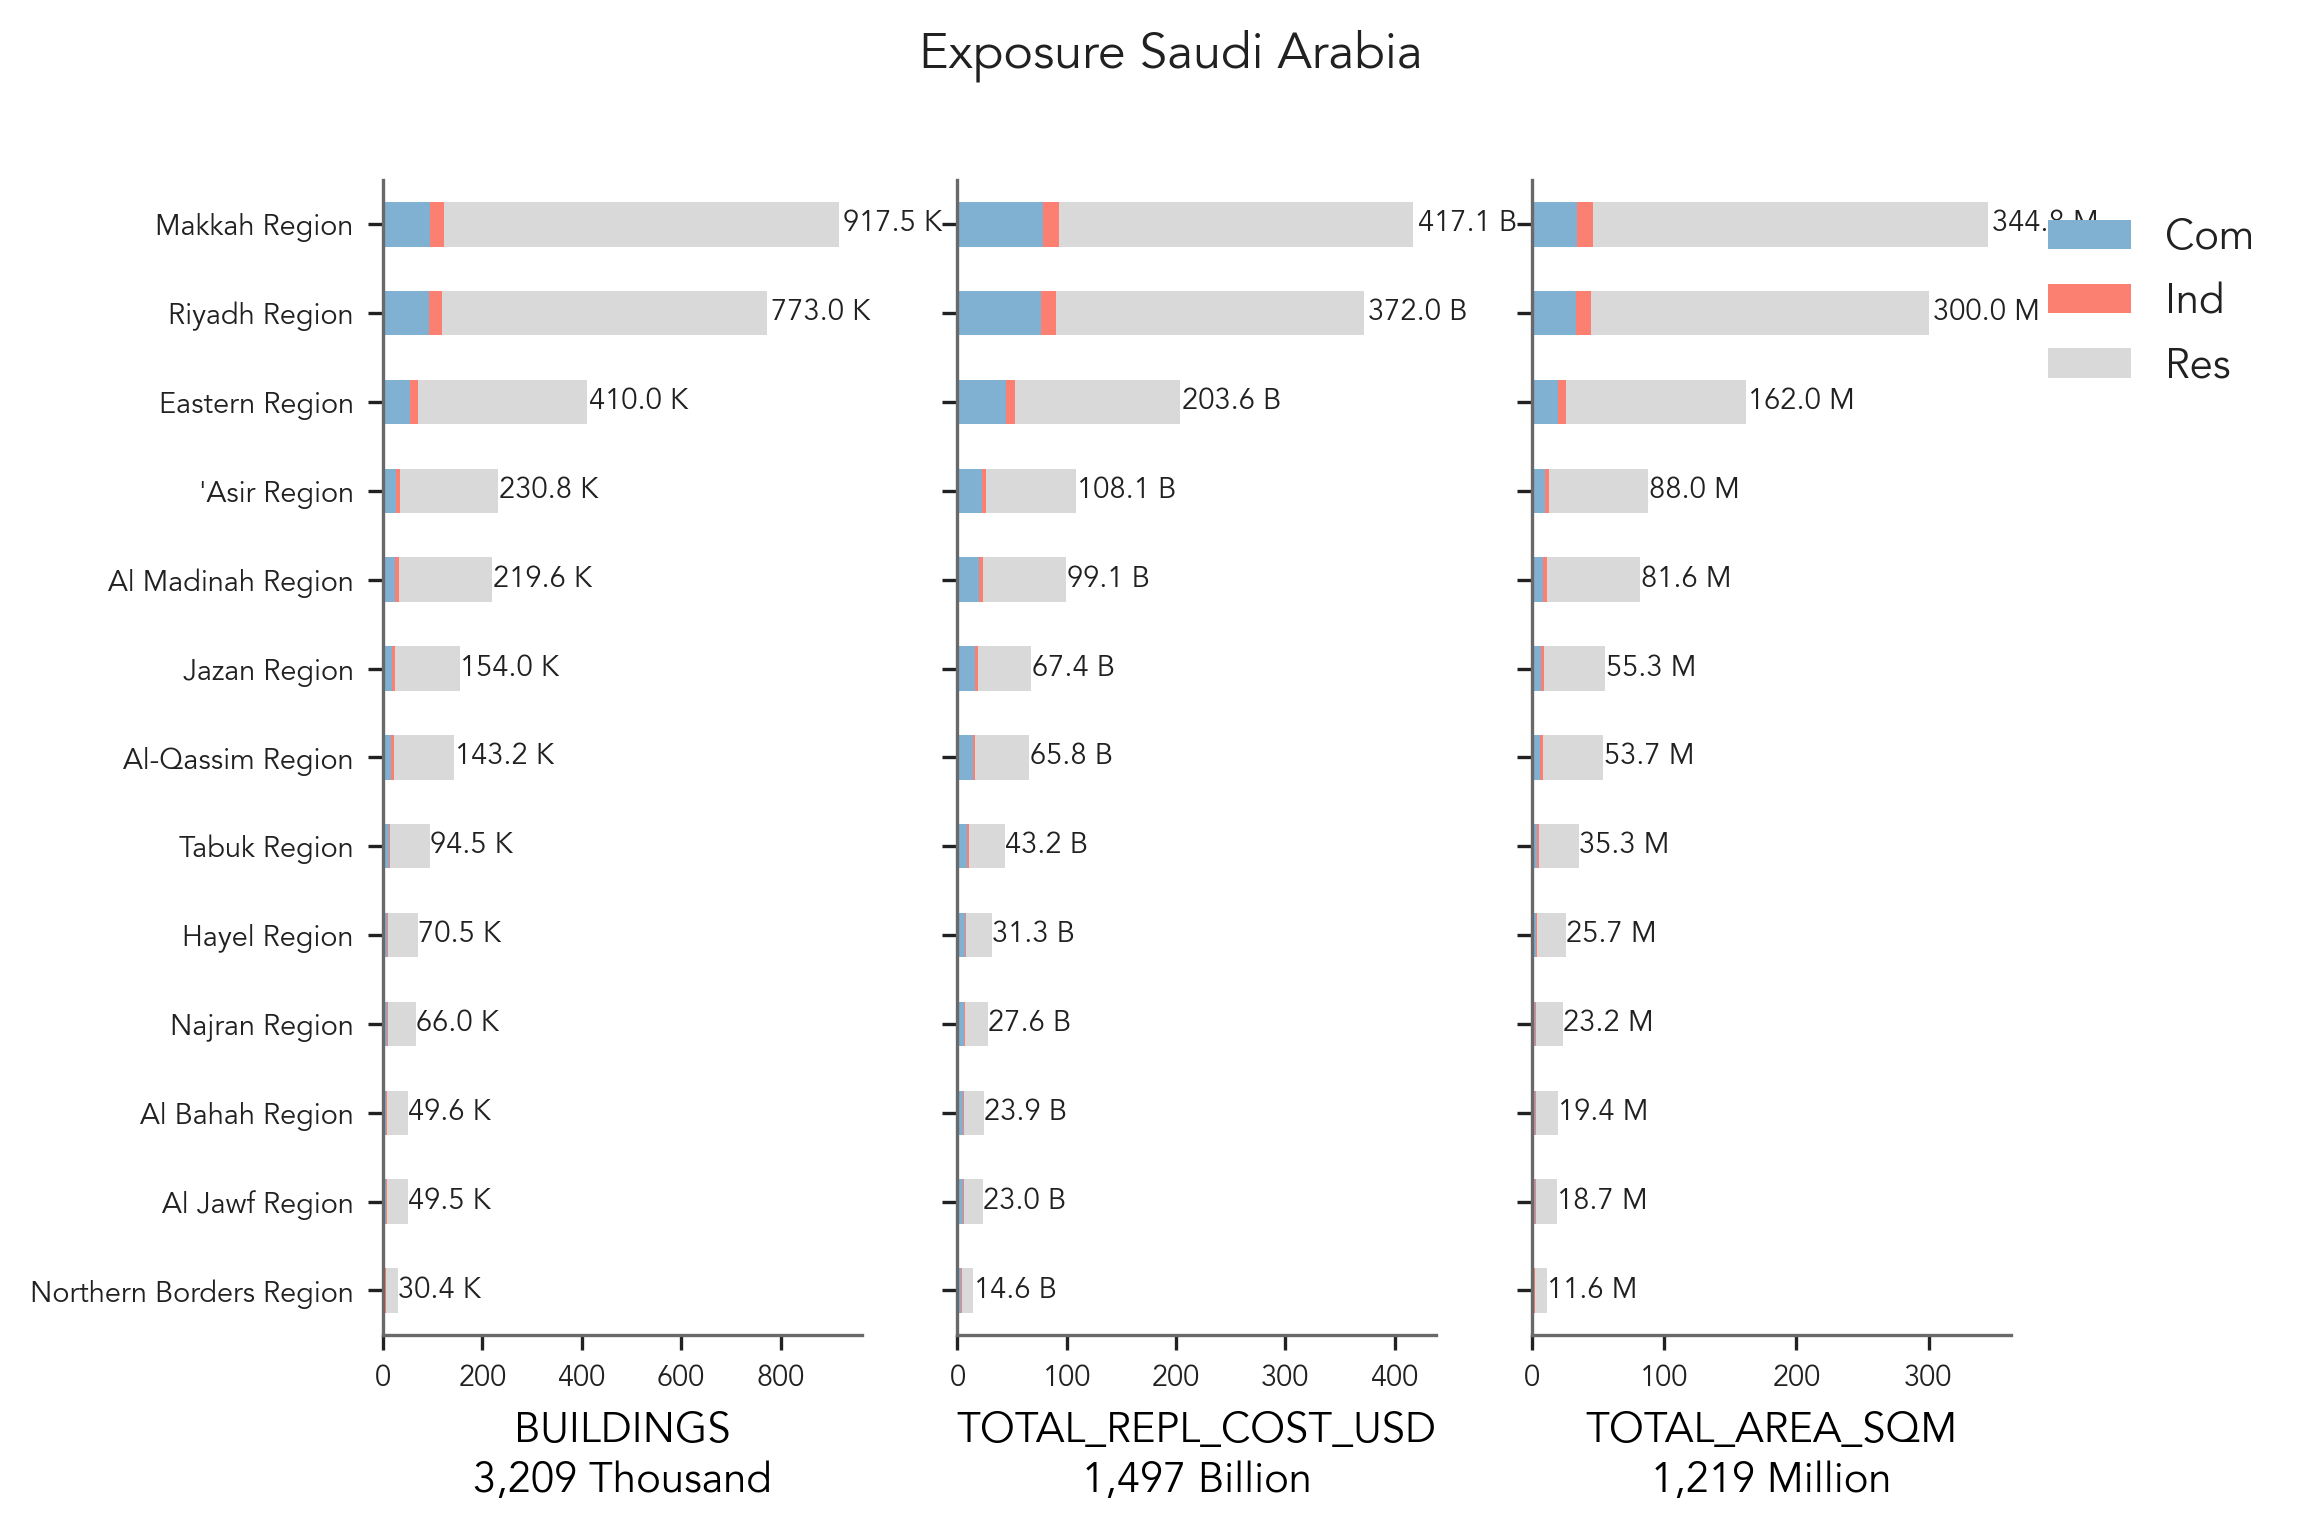 Exposure Saudi Arabia
Makkah Region 917.5 K 417.1 B 344.8 M
Riyadh Region 773.0 K 372.0 B 300.0 M
Eastern Region 410.0 K 203.6 B 162.0 M
'Asir Region 230.8 K 108.1 B 88.0 M
Al Madinah Region 219.6 K 99.1 B 81.6 M
Jazan Region 154.0 K 67.4 B 55.3 M
Al-Qassim Region 143.2 K 65.8 B 53.7 M
Tabuk Region 94.5 K 43.2 B 35.3 M
Hayel Region 70.5 K 31.3 B 25.7 M
Najran Region 66.0 K 27.6 B 23.2 M
Al Bahah Region 49.6 K 23.9 B 19.4 M
Al Jawf Region 49.5 K 23.0 B 18.7 M
Northern Borders Region 30.4 K 14.6 B 11.6 M
Com
Ind
Res
0 200 400 600 800
0 100 200 300 400
0 100 200 300
BUILDINGS
3,209 Thousand
TOTAL_REPL_COST_USD
1,497 Billion
TOTAL_AREA_SQM
1,219 Million